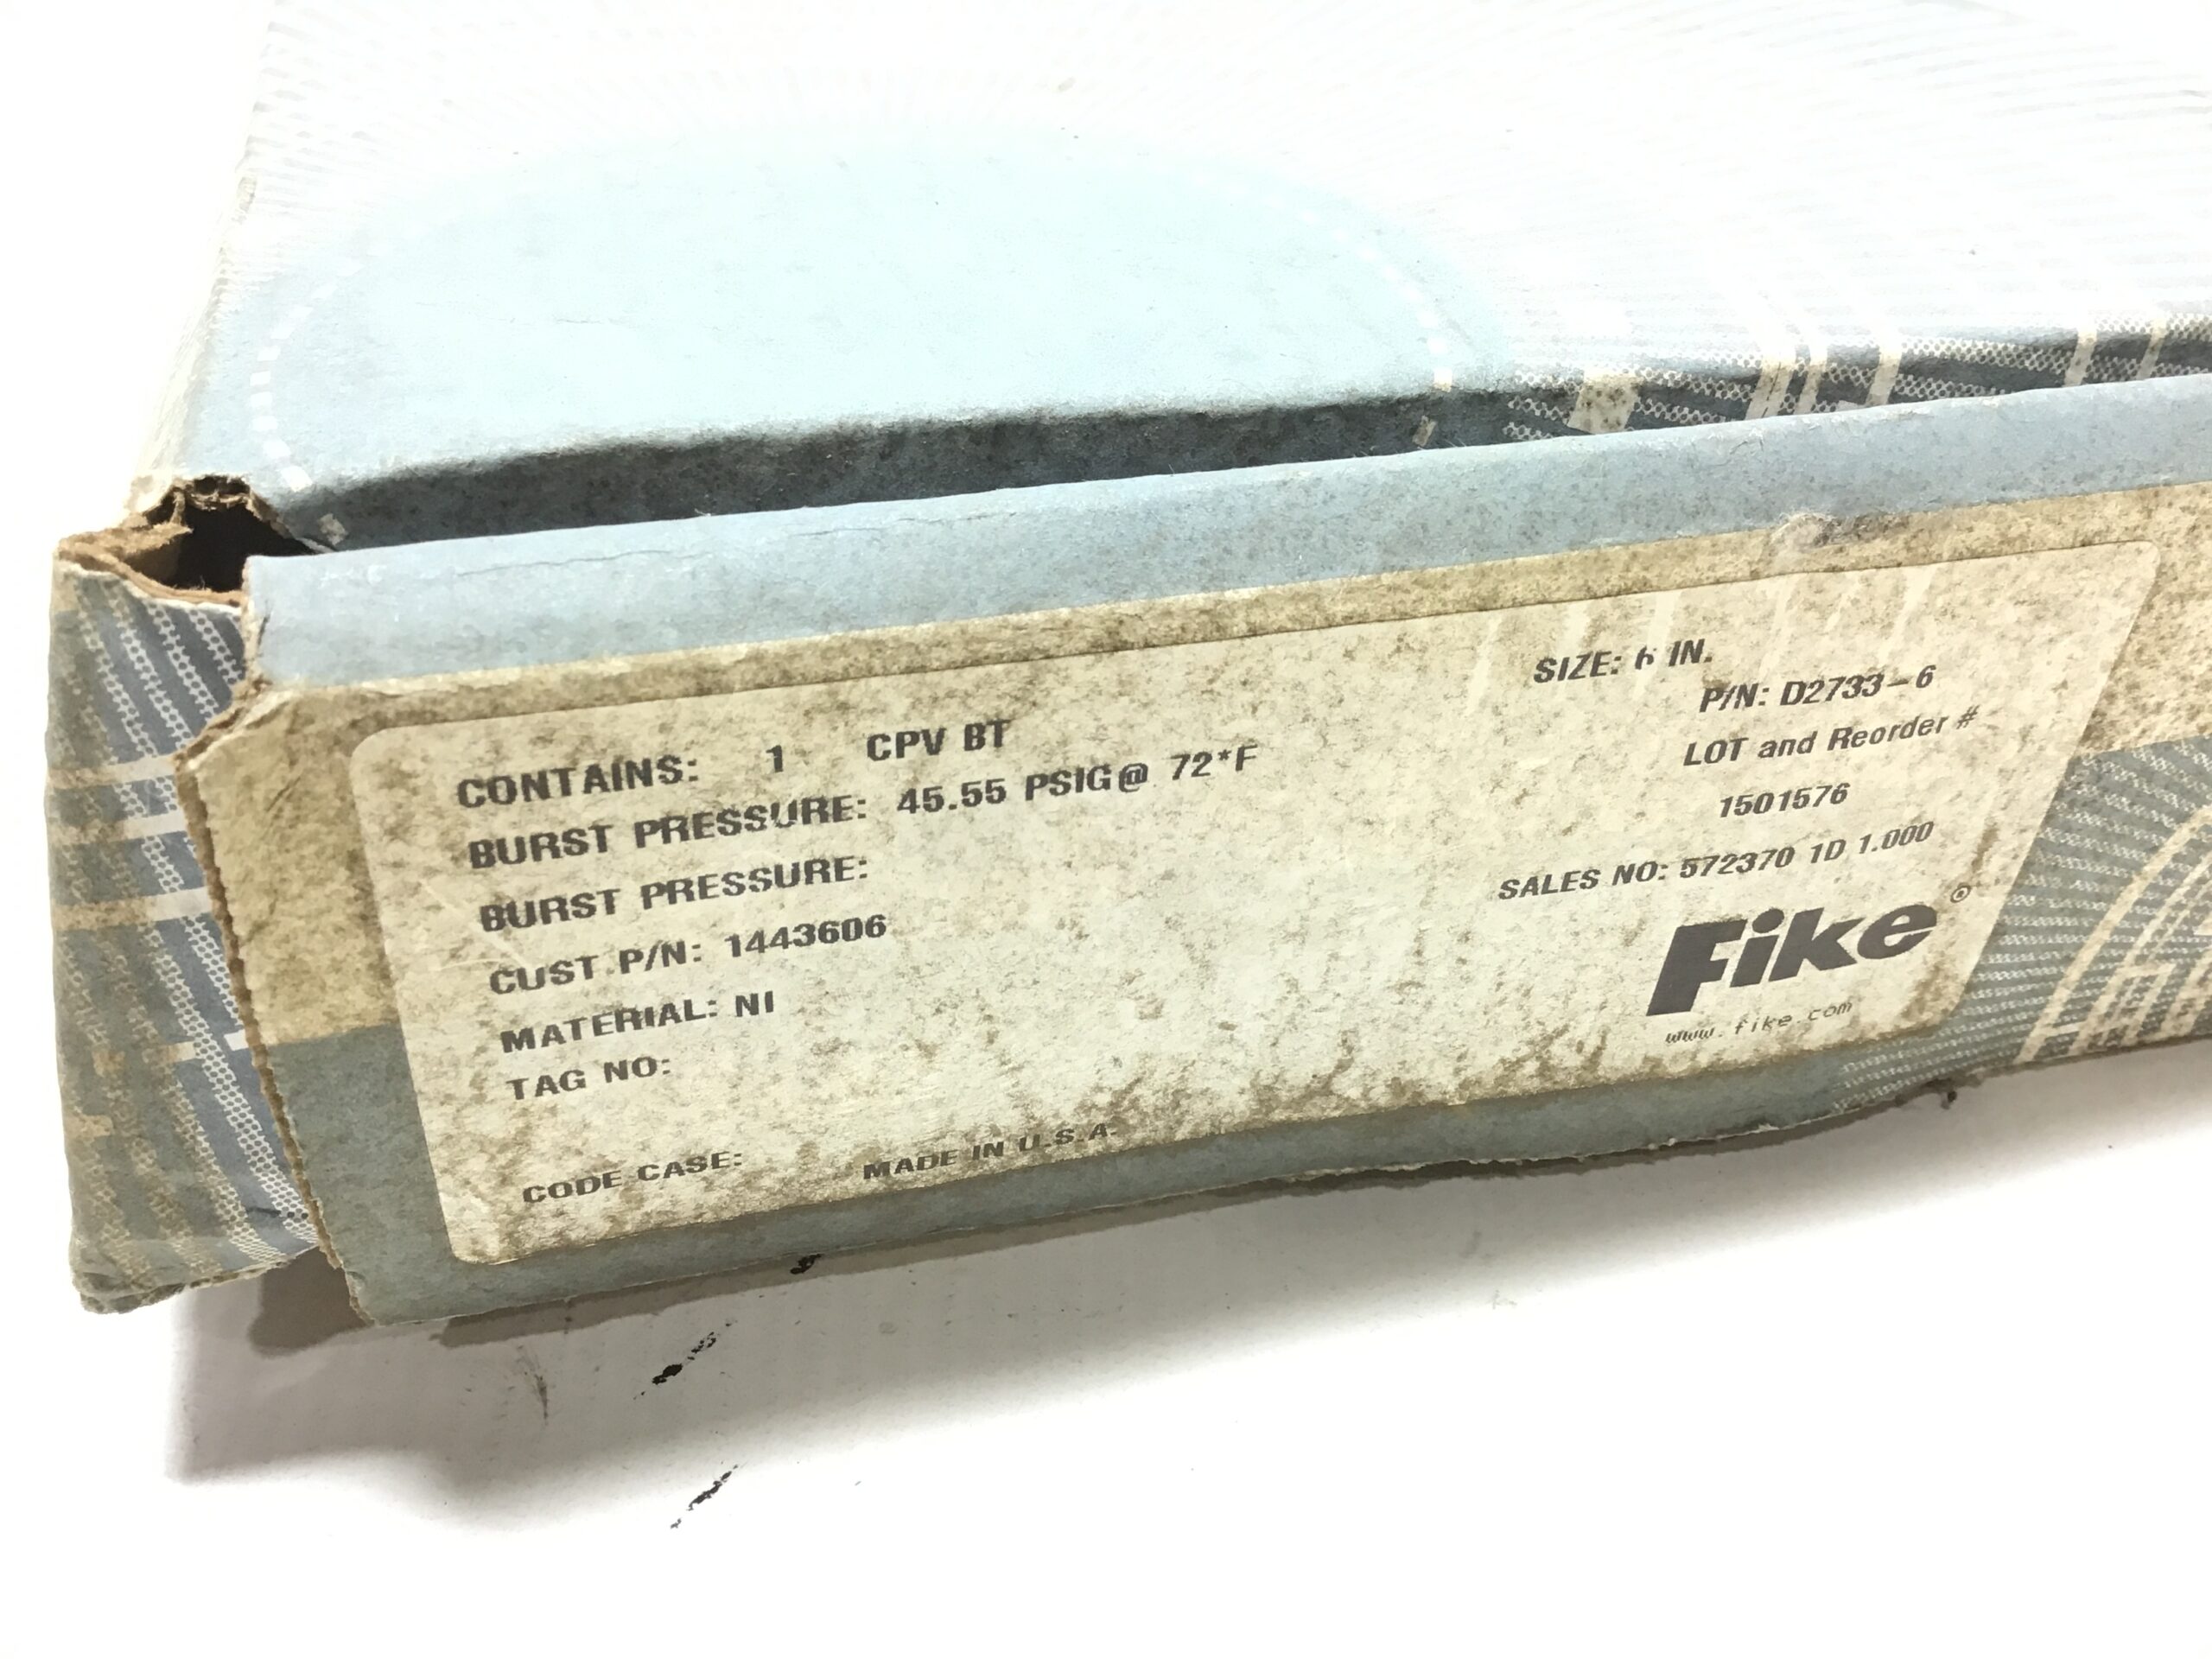 CONTAINS: 1 CPV BT
BURST PRESSURE: 45.55 PSIG@ 72*F
BURST PRESSURE:
CUST P/N: 1443606
MATERIAL: NI
TAG NO:
CODE CASE: MADE IN U.S.A.
SIZE: 6 IN.
P/N: D2733-6
LOT and Reorder #
1501576
SALES NO: 572370 1D 1.000
Fike®
www.fike.com